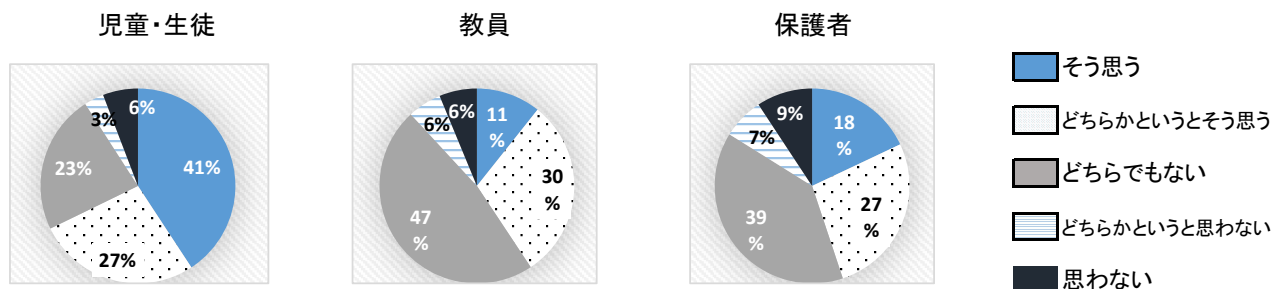 児童・生徒
教員
保護者
6%
3%
41%
23%
27%
6%
11
%
6%
30
%
47
%
9%
18
%
7%
27
%
39
%
そう思う
どちらかというとそう思う
どちらでもない
どちらかというと思わない
思わない